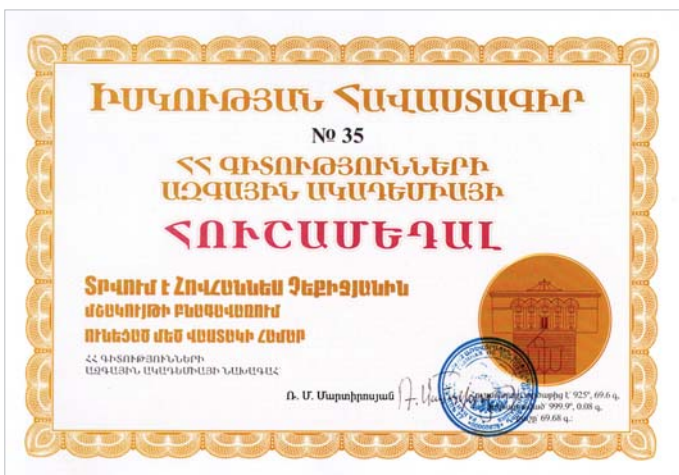 ԻՍԿՈՒԹՅԱՆ ՀԱՎԱՍՏԱԳԻՐ
№ 35
ՀՀ ԳԻՏՈՒԹՅՈՒՆՆԵՐԻ
ԱԶԳԱՅԻՆ ԱԿԱԴԵՄԻԱՅԻ
ՀՈՒՇԱՄԵԴԱԼ
ՏՐՎՈՒՄ Է ՀՈՎՀԱՆՆԵՍ ՉԵՔԻՋՅԱՆԻՆ
ՄՇԱԿՈՒՅԹԻ ԲՆԱԳԱՎԱՌՈՒՄ
ՈՒՆԵՑԱԾ ՄԵԾ ՎԱՍՏԱԿԻ ՀԱՄԱՐ
ՀՀ ԳԻՏՈՒԹՅՈՒՆՆԵՐԻ
ԱԶԳԱՅԻՆ ԱԿԱԴԵՄԻԱՅԻ ՆԱԽԱԳԱՀ
Ռ. Մ. Մարտիրոսյան
է՝ 925°, 69.6 գ.
999.9°, 0.08 գ.
69.68 գ.: